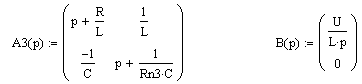 A3(p) := ( p + R/L    1/L
−1/C    p + 1/(Rn3·C) )
B(p) := ( U/(L·p)
0 )